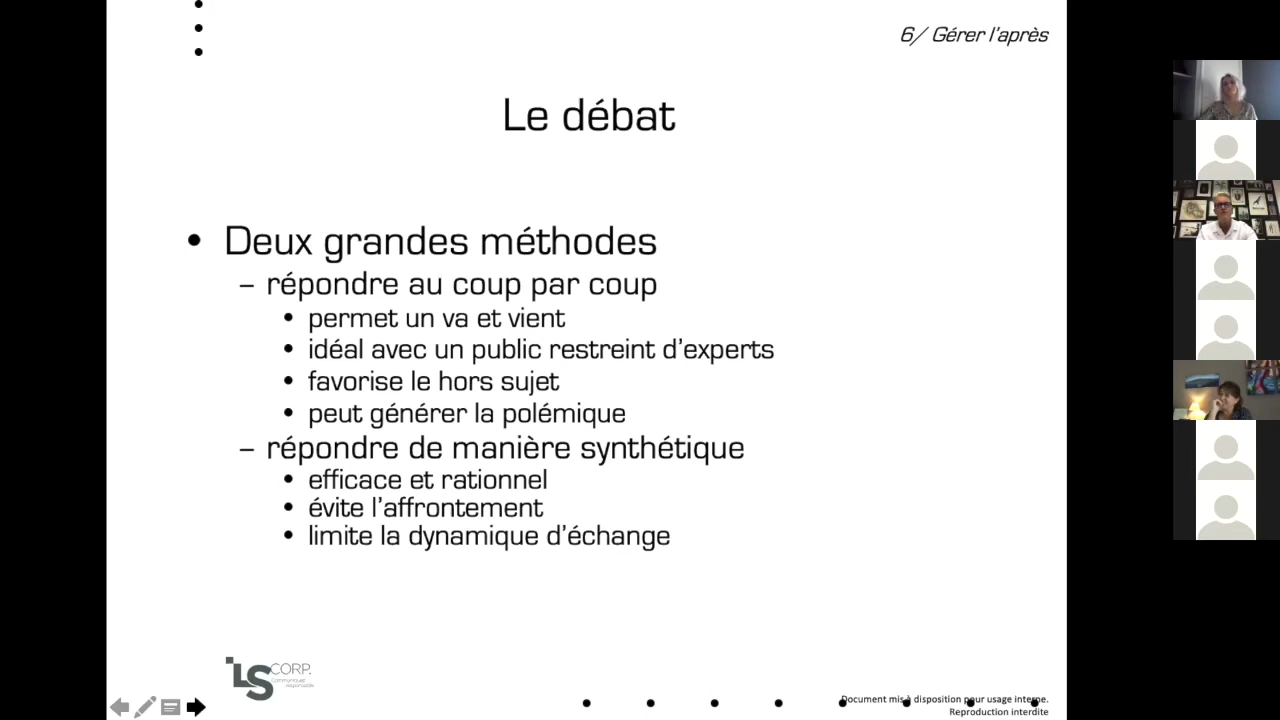 6/ Gérer l'après
Le débat
• Deux grandes méthodes
– répondre au coup par coup
• permet un va et vient
• idéal avec un public restreint d'experts
• favorise le hors sujet
• peut générer la polémique
– répondre de manière synthétique
• efficace et rationnel
• évite l'affrontement
• limite la dynamique d'échange
LS CORP.
Communiquez
responsable
Document mis à disposition pour usage interne.
Reproduction interdite